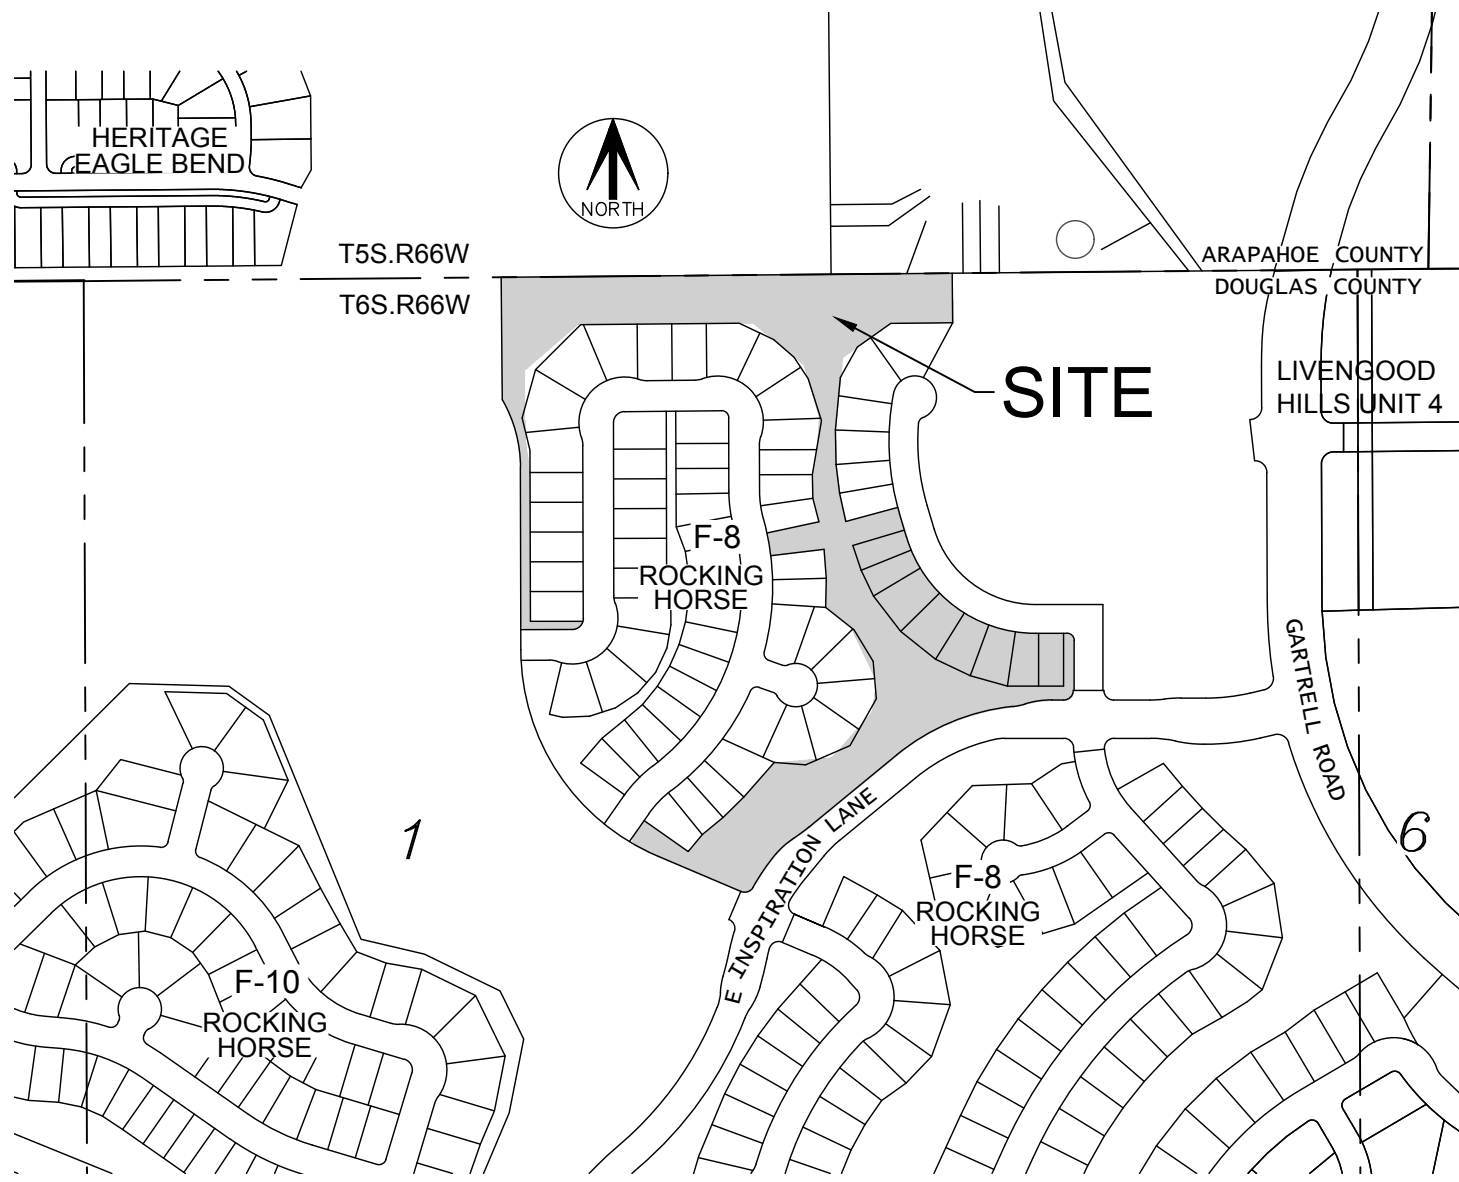 HERITAGE
EAGLE BEND
NORTH
T5S.R66W
T6S.R66W
ARAPAHOE COUNTY
DOUGLAS COUNTY
SITE
LIVENGOOD
HILLS UNIT 4
F-8
ROCKING
HORSE
GARTRELL ROAD
1
E INSPIRATION LANE
6
F-8
ROCKING
HORSE
F-10
ROCKING
HORSE